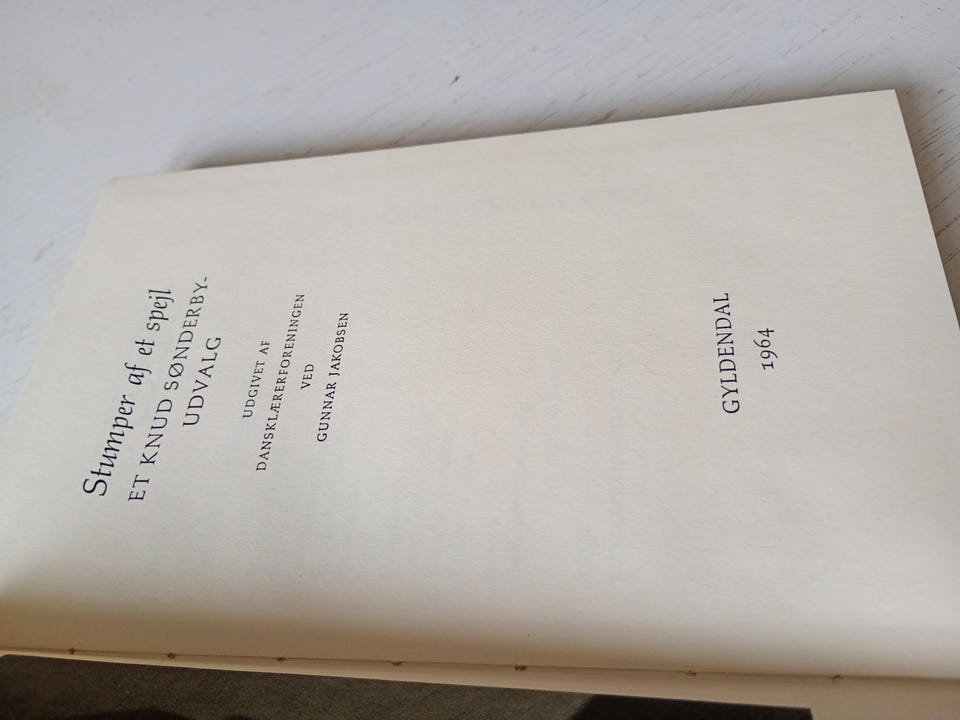 Stumper af et spejl
ET KNUD SØNDERBY-
UDVALG
UDGIVET AF
DANSKLÆRERFORENINGEN
VED
GUNNAR JAKOBSEN
GYLDENDAL
1964